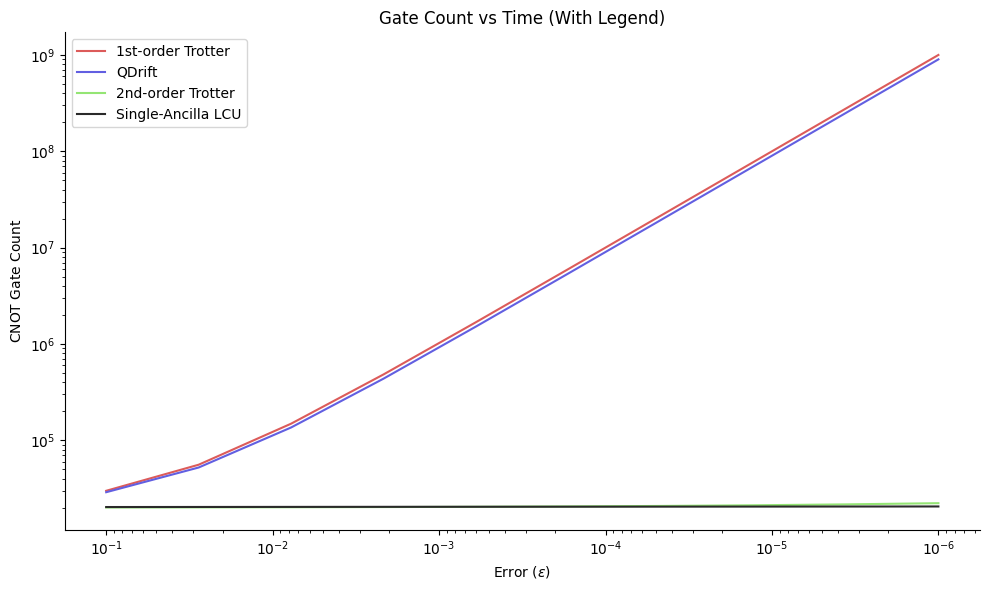 Gate Count vs Time (With Legend)
1st-order Trotter
QDrift
2nd-order Trotter
Single-Ancilla LCU
CNOT Gate Count
10⁹
10⁸
10⁷
10⁶
10⁵
10⁻¹ 10⁻² 10⁻³ 10⁻⁴ 10⁻⁵ 10⁻⁶
Error (ε)